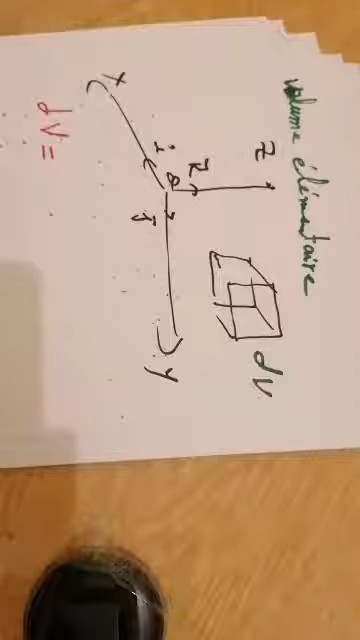 volume élémentaire
Z
k
dV
i
o
j
x
y
dV =